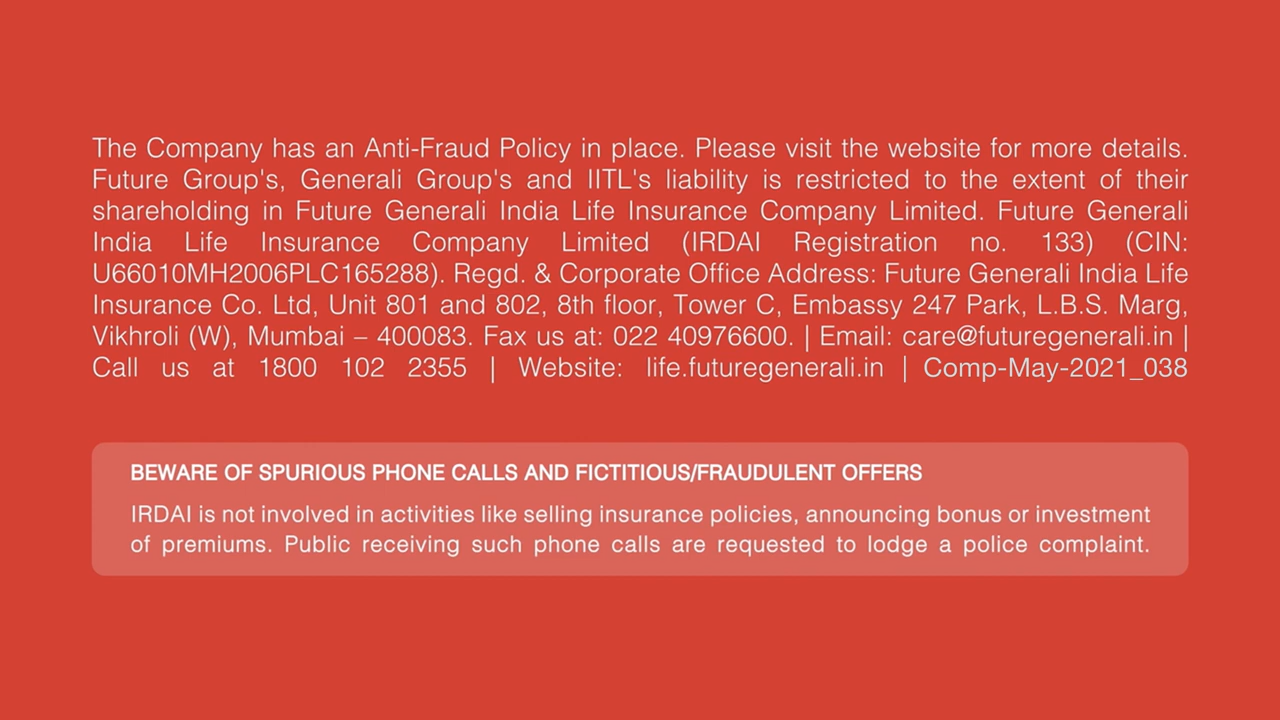 The Company has an Anti-Fraud Policy in place. Please visit the website for more details.
Future Group's, Generali Group's and IITL's liability is restricted to the extent of their
shareholding in Future Generali India Life Insurance Company Limited. Future Generali
India Life Insurance Company Limited (IRDAI Registration no. 133) (CIN:
U66010MH2006PLC165288). Regd. & Corporate Office Address: Future Generali India Life
Insurance Co. Ltd, Unit 801 and 802, 8th floor, Tower C, Embassy 247 Park, L.B.S. Marg,
Vikhroli (W), Mumbai – 400083. Fax us at: 022 40976600. | Email: care@futuregenerali.in |
Call us at 1800 102 2355 | Website: life.futuregenerali.in | Comp-May-2021_038
BEWARE OF SPURIOUS PHONE CALLS AND FICTITIOUS/FRAUDULENT OFFERS
IRDAI is not involved in activities like selling insurance policies, announcing bonus or investment
of premiums. Public receiving such phone calls are requested to lodge a police complaint.